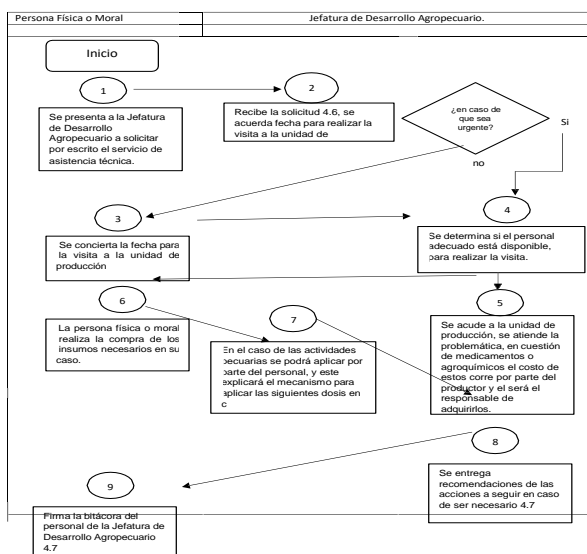 Persona Física o Moral
Jefatura de Desarrollo Agropecuario.
Inicio
1
Se presenta a la Jefatura
de Desarrollo
Agropecuario a solicitar
por escrito el servicio de
asistencia técnica.
2
Recibe la solicitud 4.6, se
acuerda fecha para realizar la
visita a la unidad de
¿en caso de
que sea
urgente?
Si
no
3
Se concierta la fecha para
la visita a la unidad de
producción
4
Se determina si el personal
adecuado está disponible,
para realizar la visita.
6
La persona física o moral
realiza la compra de los
insumos necesarios en su
caso.
7
En el caso de las actividades
pecuarias se podrá aplicar por
parte del personal, y este
explicará el mecanismo para
aplicar las siguientes dosis en
c
5
Se acude a la unidad de
producción, se atiende la
problemática, en cuestión
de medicamentos o
agroquímicos el costo de
estos corre por parte del
productor y el será el
responsable de
adquirirlos.
8
Se entrega
recomendaciones de las
acciones a seguir en caso
de ser necesario 4.7
9
Firma la bitácora del
personal de la Jefatura de
Desarrollo Agropecuario
4.7